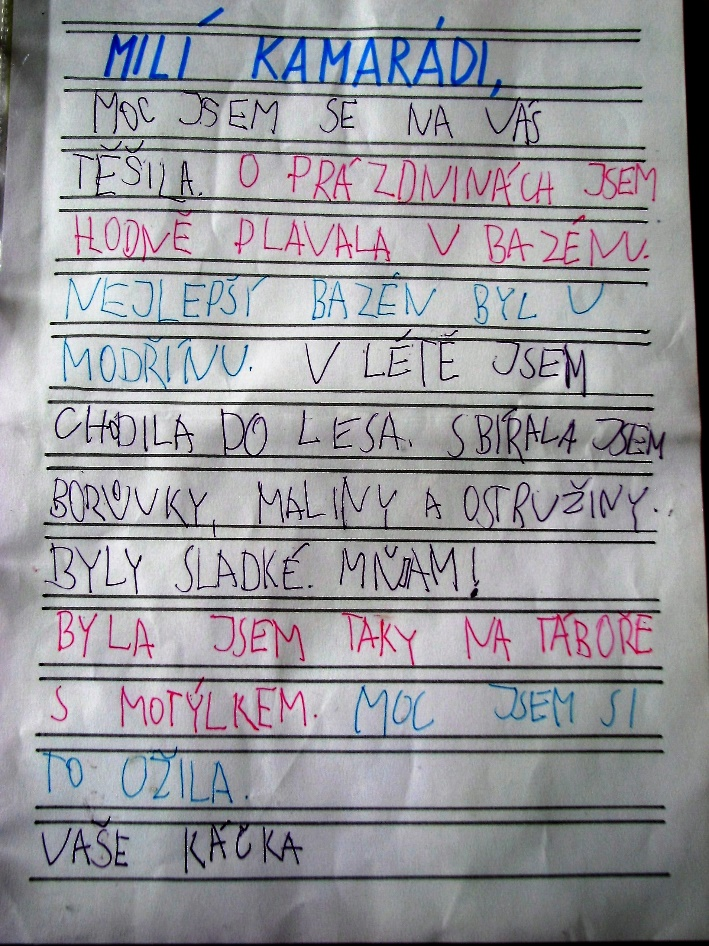 MILÍ KAMARÁDI,
MOC JSEM SE NA VÁS
TĚŠILA. O PRÁZDNINÁCH JSEM
HODNĚ PLAVALA V BAZÉNU.
NEJLEPŠÍ BAZÉN BYL V
MODŘÍNU. V LÉTĚ JSEM
CHODILA DO LESA. SBÍRALA JSEM
BORŮVKY, MALINY A OSTRUŽINY.
BYLY SLADKÉ. MŇAM!
BYLA JSEM TAKY NA TÁBOŘE
S MOTÝLKEM. MOC JSEM SI
TO UŽILA.
VAŠE KÁČKA